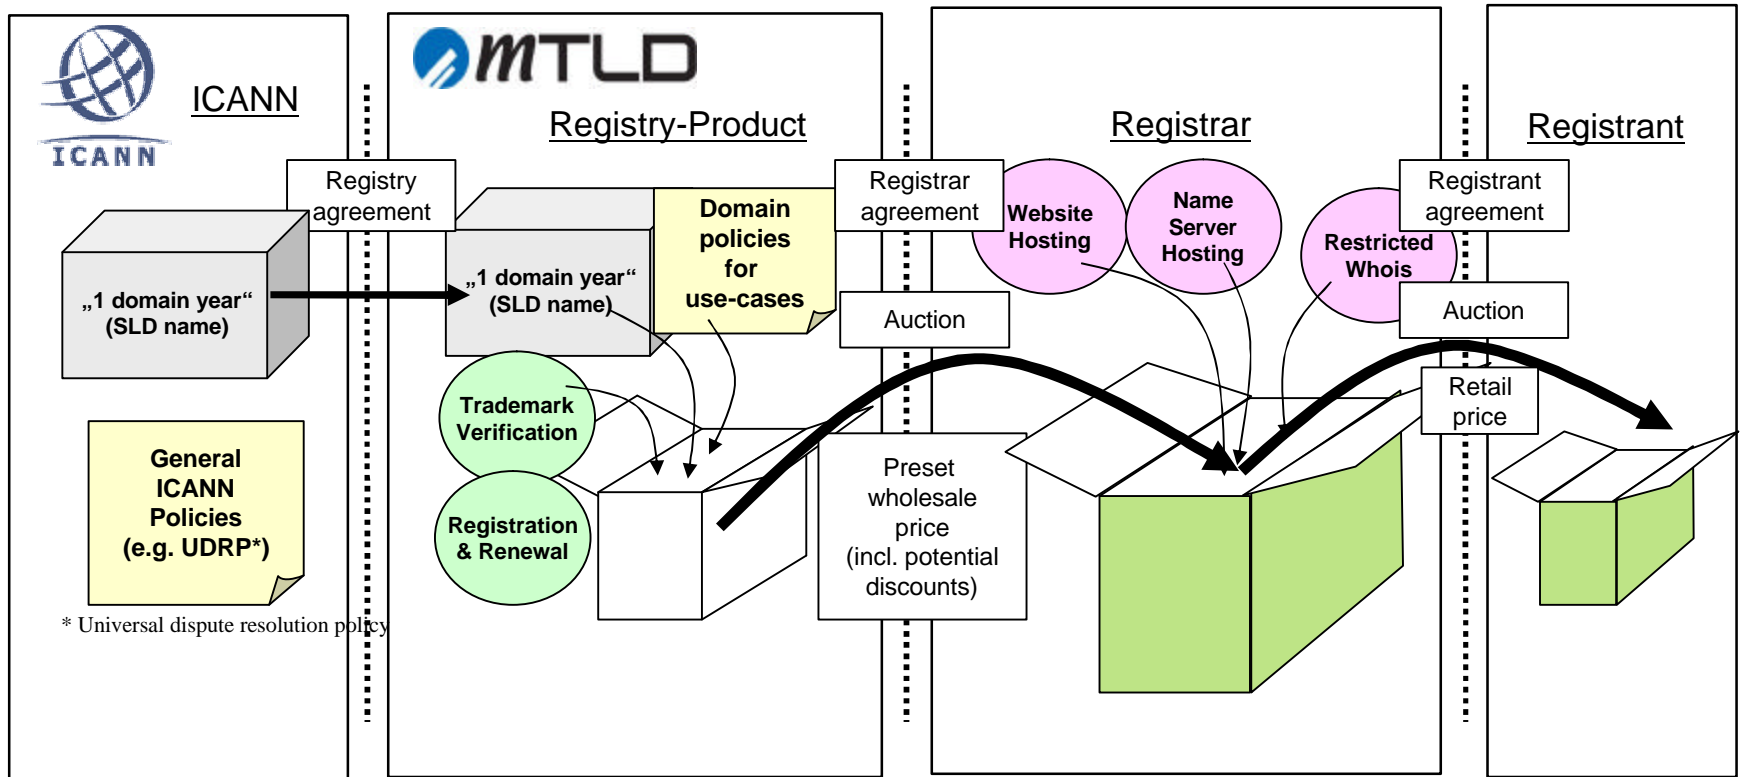 ICANN
ICANN
„1 domain year“
(SLD name)
General
ICANN
Policies
(e.g. UDRP*)
* Universal dispute resolution policy
Registry
agreement
mTLD
Registry-Product
„1 domain year“
(SLD name)
Domain
policies
for
use-cases
Trademark
Verification
Registration
& Renewal
Registrar
agreement
Auction
Preset
wholesale
price
(incl. potential
discounts)
Registrar
Website
Hosting
Name
Server
Hosting
Restricted
Whois
Registrant
agreement
Auction
Retail
price
Registrant